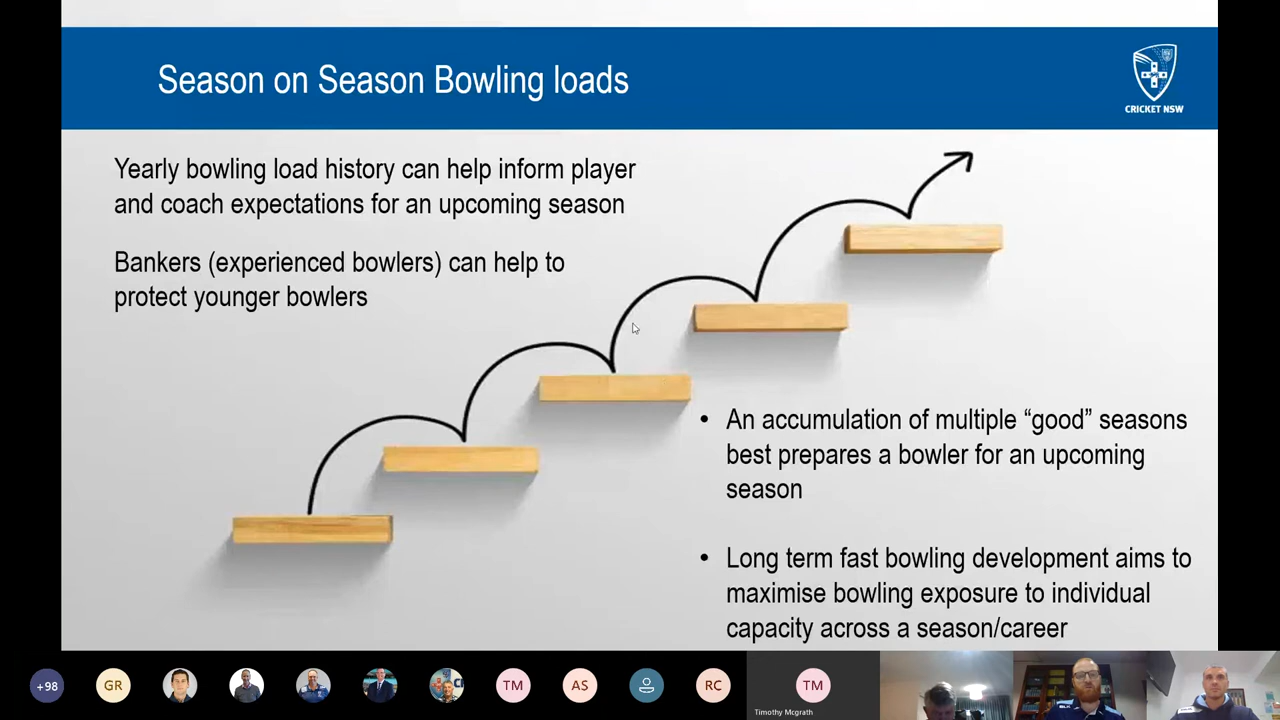 Season on Season Bowling loads
CRICKET NSW
Yearly bowling load history can help inform player
and coach expectations for an upcoming season
Bankers (experienced bowlers) can help to
protect younger bowlers
• An accumulation of multiple “good” seasons
best prepares a bowler for an upcoming
season
• Long term fast bowling development aims to
maximise bowling exposure to individual
capacity across a season/career
+98
GR
TM
AS
RC
TM
Timothy Mcgrath